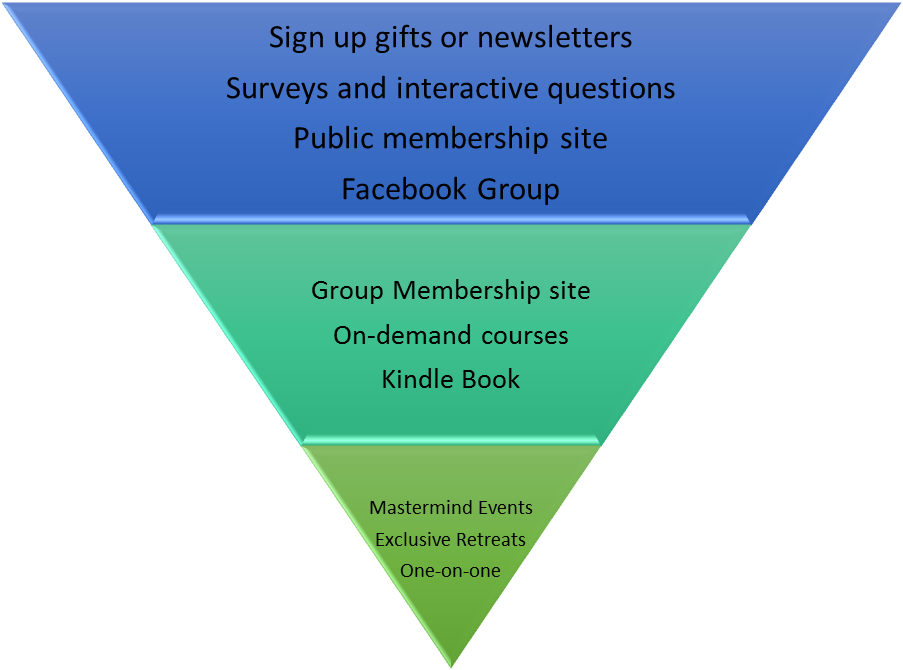 Sign up gifts or newsletters
Surveys and interactive questions
Public membership site
Facebook Group
Group Membership site
On-demand courses
Kindle Book
Mastermind Events
Exclusive Retreats
One-on-one